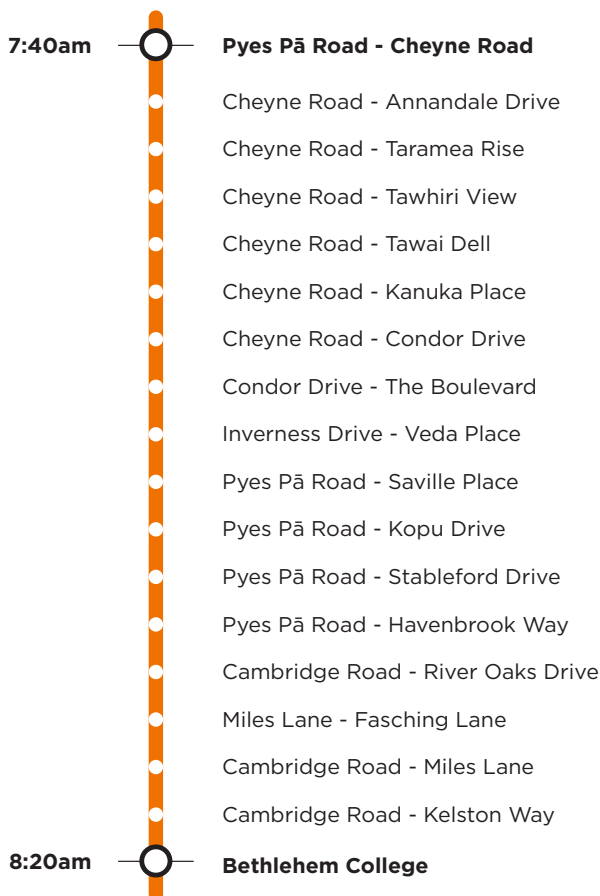 7:40am Pyes Pā Road - Cheyne Road
Cheyne Road - Annandale Drive
Cheyne Road - Taramea Rise
Cheyne Road - Tawhiri View
Cheyne Road - Tawai Dell
Cheyne Road - Kanuka Place
Cheyne Road - Condor Drive
Condor Drive - The Boulevard
Inverness Drive - Veda Place
Pyes Pā Road - Saville Place
Pyes Pā Road - Kopu Drive
Pyes Pā Road - Stableford Drive
Pyes Pā Road - Havenbrook Way
Cambridge Road - River Oaks Drive
Miles Lane - Fasching Lane
Cambridge Road - Miles Lane
Cambridge Road - Kelston Way
8:20am Bethlehem College